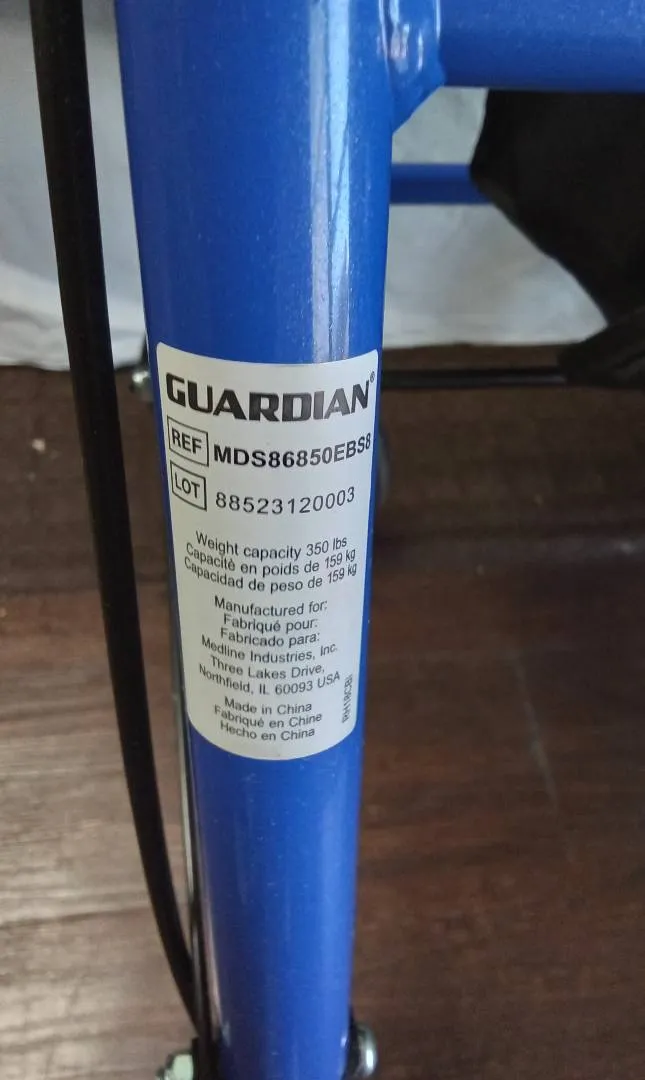 GUARDIAN®
REF MDS86850EBS8
LOT 88523120003
Weight capacity 350 lbs
Capacité en poids de 159 kg
Capacidad de peso de 159 kg
Manufactured for:
Fabriqué pour:
Fabricado para:
Medline Industries, Inc.
Three Lakes Drive,
Northfield, IL 60093 USA
Made in China
Fabriqué en Chine
Hecho en China